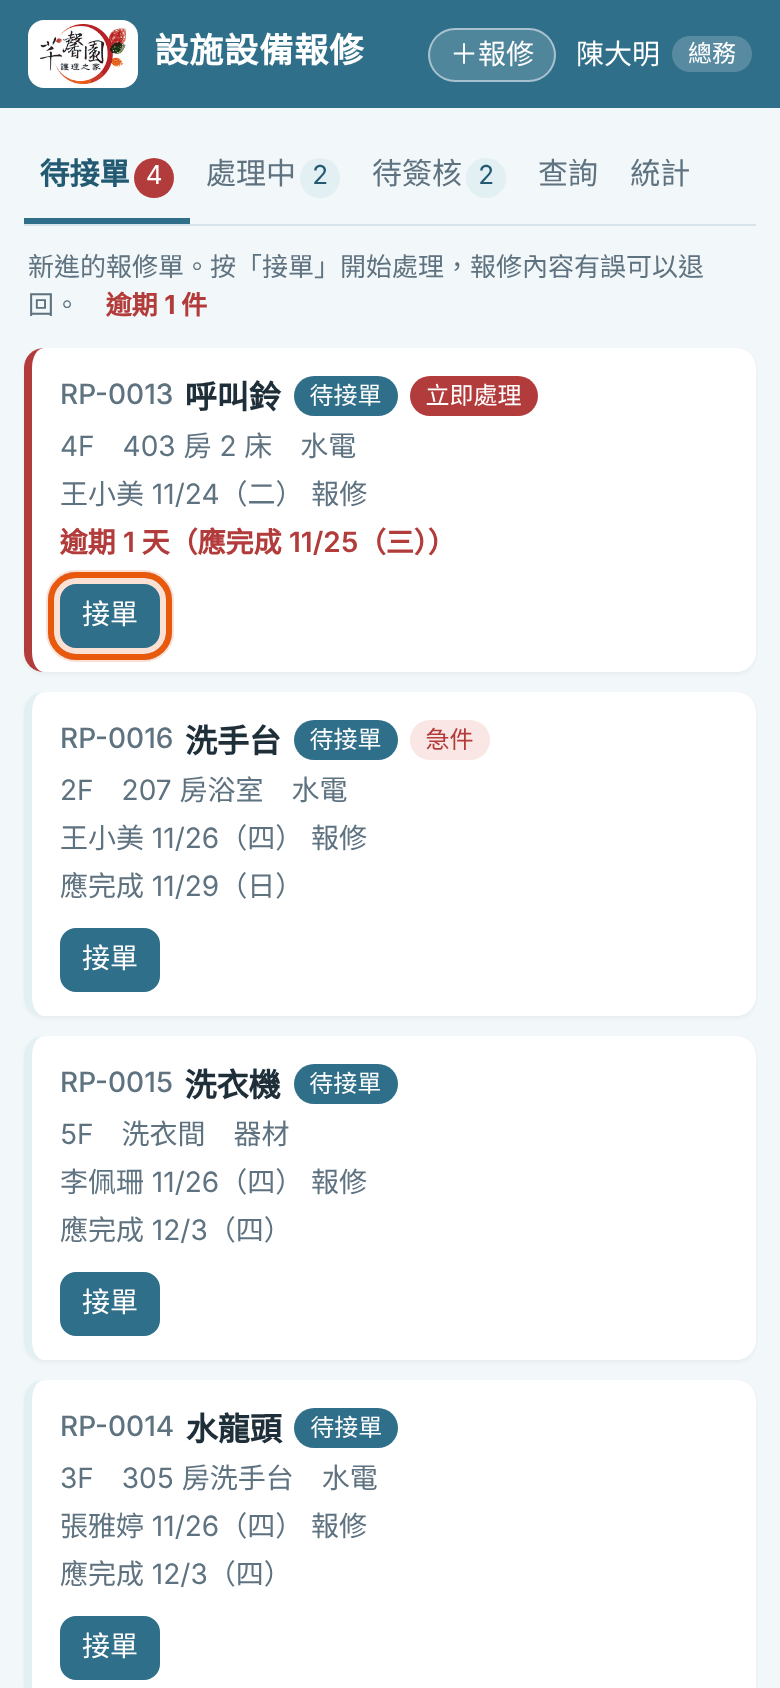 芊馨園
護理之家
設施設備報修
＋報修
陳大明
總務
待接單 4
處理中 2
待簽核 2
查詢
統計
新進的報修單。按「接單」開始處理，報修內容有誤可以退
回。 逾期 1 件
RP-0013 呼叫鈴 待接單 立即處理
4F 403 房 2 床 水電
王小美 11/24（二） 報修
逾期 1 天（應完成 11/25（三））
接單
RP-0016 洗手台 待接單 急件
2F 207 房浴室 水電
王小美 11/26（四） 報修
應完成 11/29（日）
接單
RP-0015 洗衣機 待接單
5F 洗衣間 器材
李佩珊 11/26（四） 報修
應完成 12/3（四）
接單
RP-0014 水龍頭 待接單
3F 305 房洗手台 水電
張雅婷 11/26（四） 報修
應完成 12/3（四）
接單